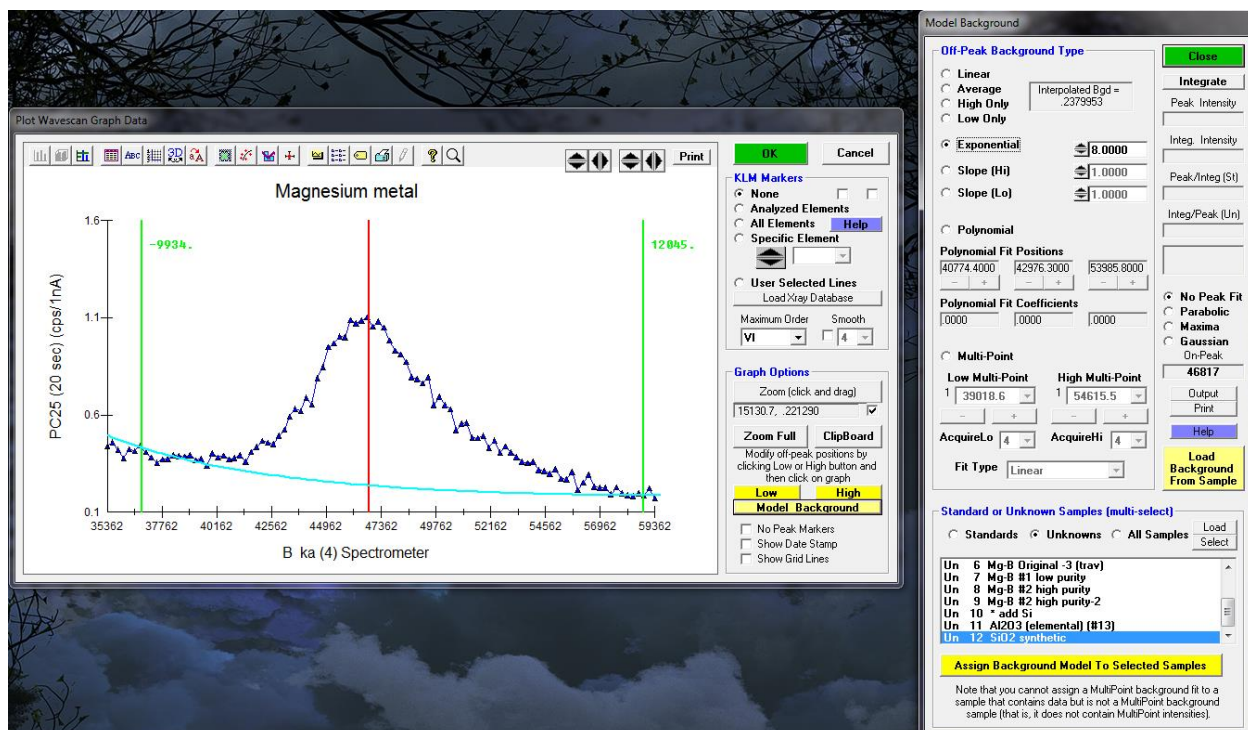 Plot Wavescan Graph Data
ABC
3D
Print
Magnesium metal
PC25 (20 sec) (cps/1nA)
1.6
1.1
0.6
0.1
-9934.
12045.
35362 37762 40162 42562 44962 47362 49762 52162 54562 56962 59362
B ka (4) Spectrometer
OK
Cancel
KLM Markers
None
Analyzed Elements
All Elements
Help
Specific Element
User Selected Lines
Load Xray Database
Maximum Order
Smooth
VI
4
Graph Options
Zoom (click and drag)
15130.7, .221290
Zoom Full
ClipBoard
Modify off-peak positions by
clicking Low or High button and
then click on graph
Low
High
Model Background
No Peak Markers
Show Date Stamp
Show Grid Lines
Model Background
Off-Peak Background Type
Linear
Average
High Only
Low Only
Interpolated Bgd =
.2379953
Exponential
8.0000
Slope (Hi)
1.0000
Slope (Lo)
1.0000
Polynomial
Polynomial Fit Positions
40774.4000 42976.3000 53985.8000
- + - + - +
Polynomial Fit Coefficients
.0000 .0000 .0000
Multi-Point
Low Multi-Point
High Multi-Point
1 39018.6
1 54615.5
- + - +
AcquireLo 4
AcquireHi 4
Fit Type Linear
Close
Integrate
Peak Intensity
Integ. Intensity
Peak/Integ (St)
Integ/Peak (Un)
No Peak Fit
Parabolic
Maxima
Gaussian
On-Peak
46817
Output
Print
Help
Load
Background
From Sample
Standard or Unknown Samples (multi-select)
Standards
Unknowns
All Samples
Load
Select
Un 6 Mg-B Original -3 (trav)
Un 7 Mg-B #1 low purity
Un 8 Mg-B #2 high purity
Un 9 Mg-B #2 high purity-2
Un 10 * add Si
Un 11 Al2O3 (elemental) (#13)
Un 12 SiO2 synthetic
Assign Background Model To Selected Samples
Note that you cannot assign a MultiPoint background fit to a
sample that contains data but is not a MultiPoint background
sample (that is, it does not contain MultiPoint intensities).